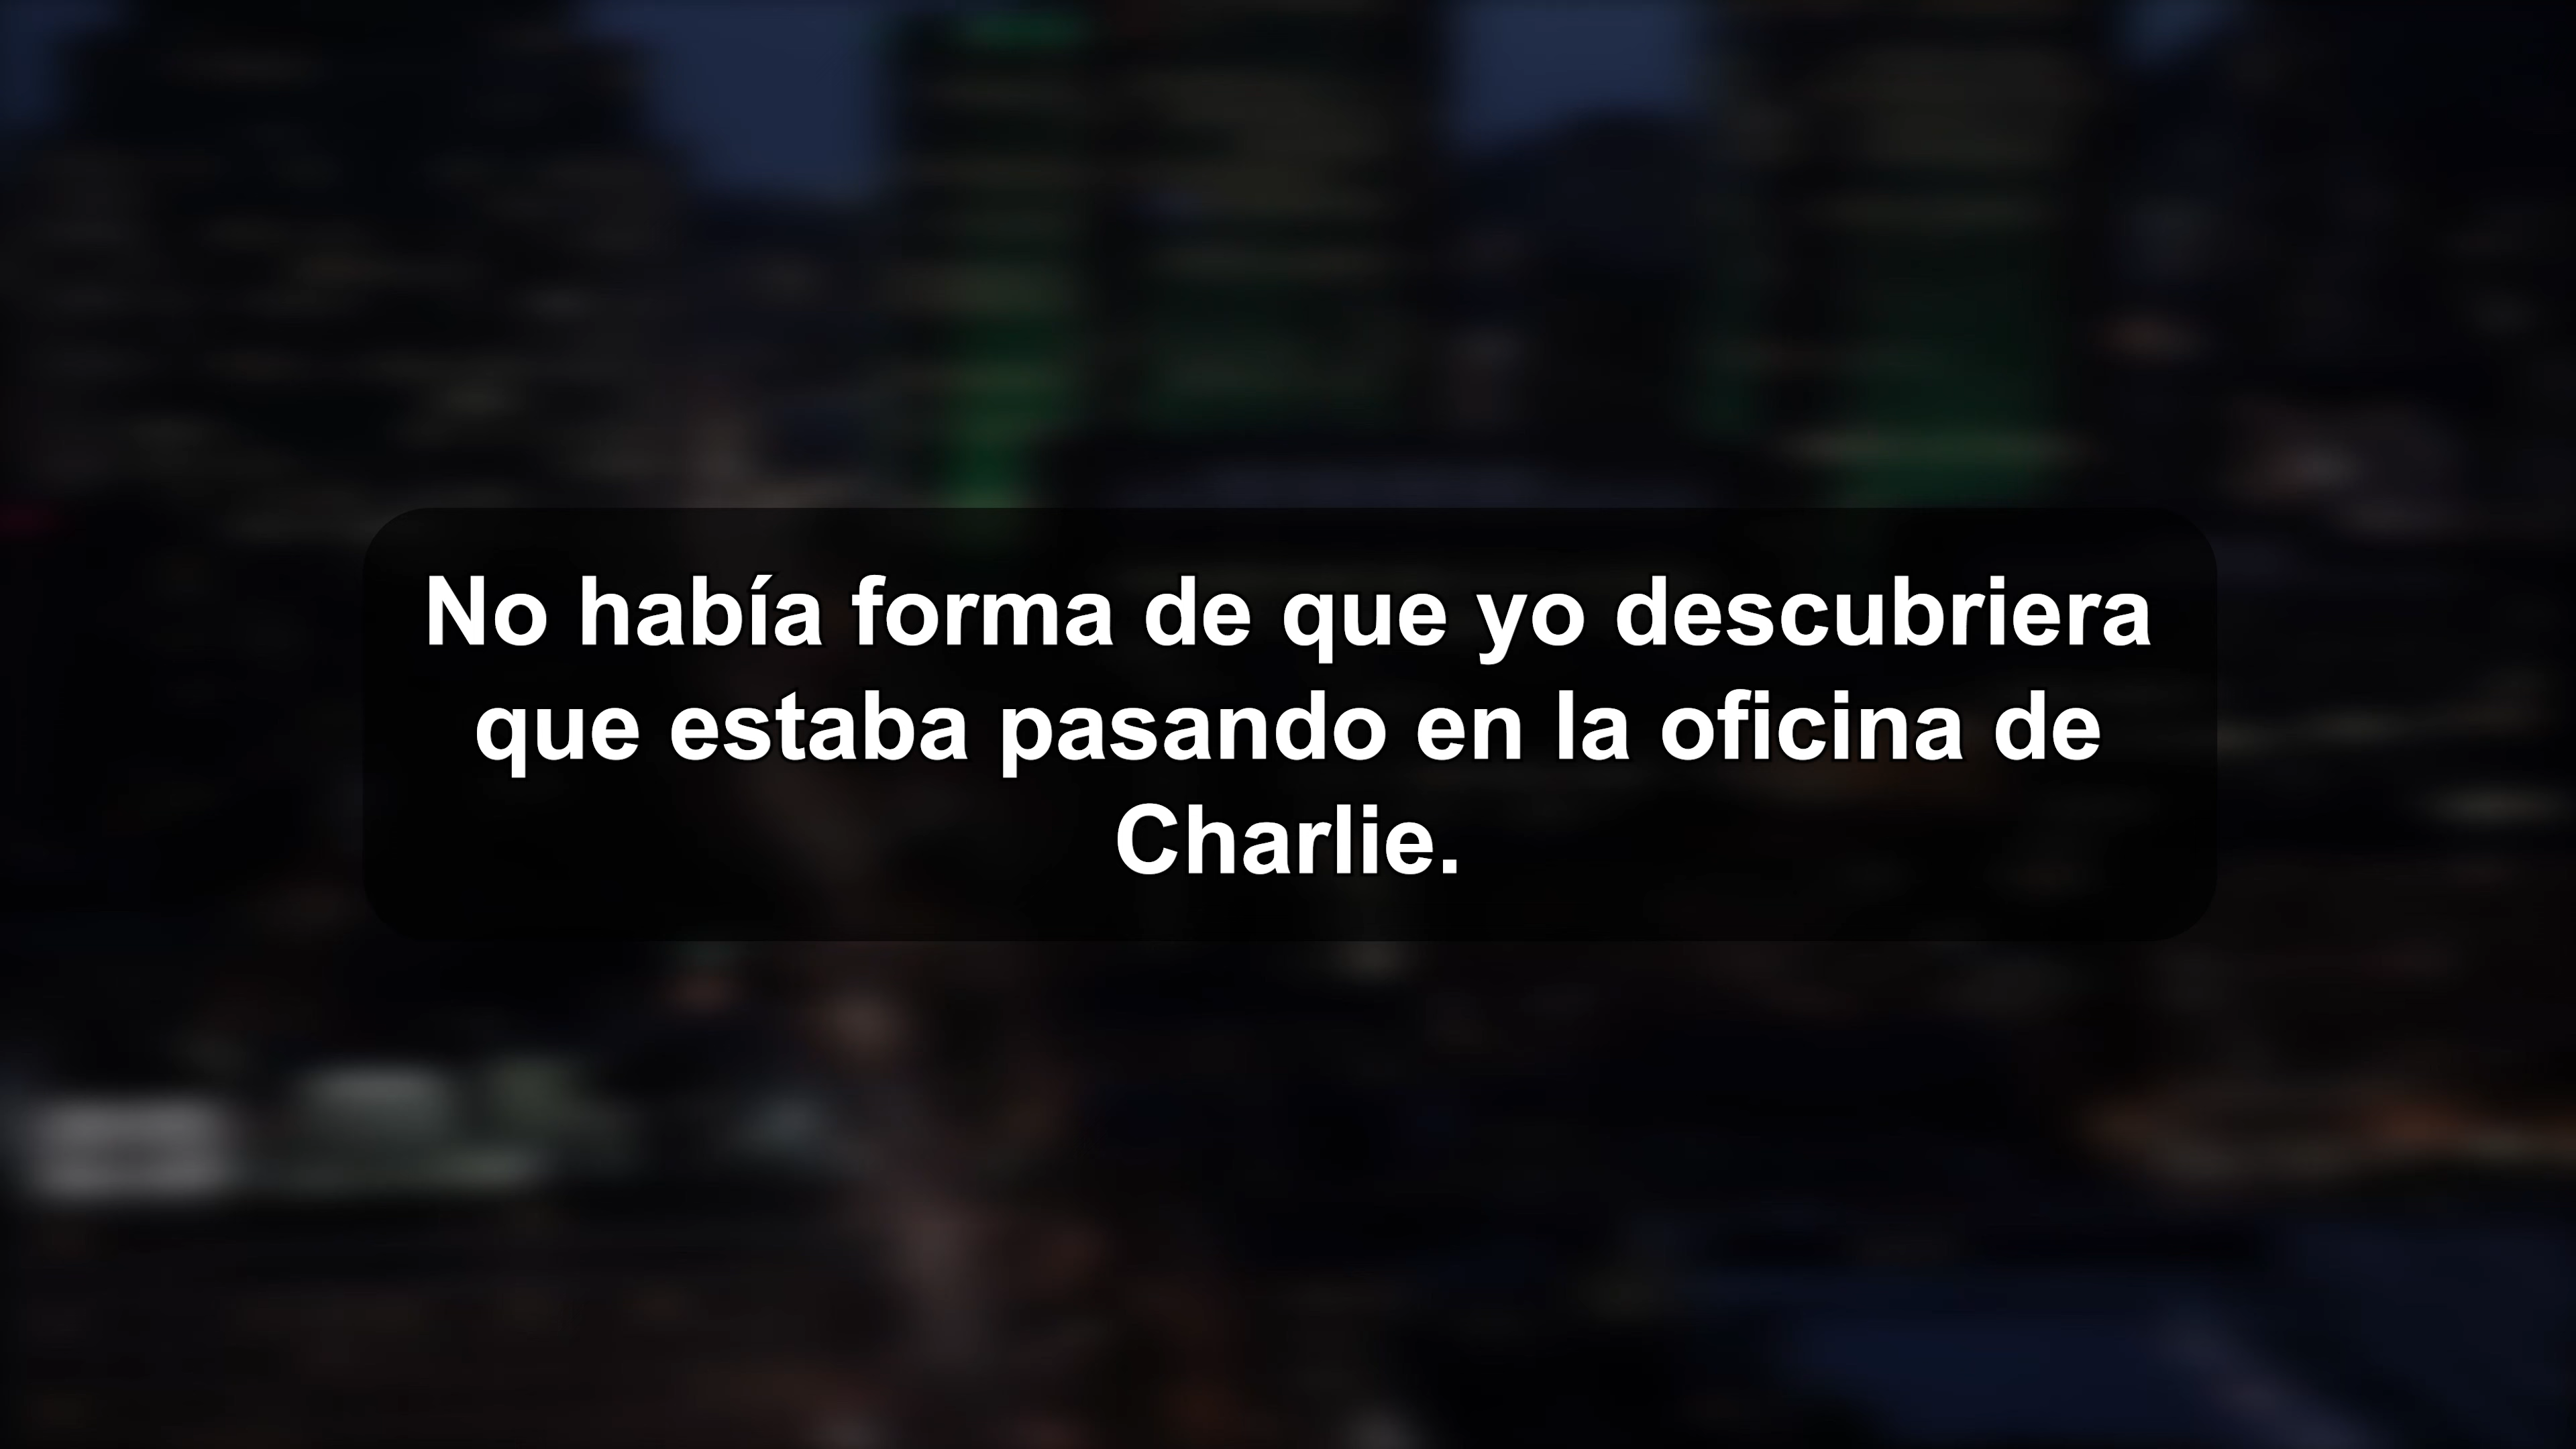 No había forma de que yo descubriera
que estaba pasando en la oficina de
Charlie.